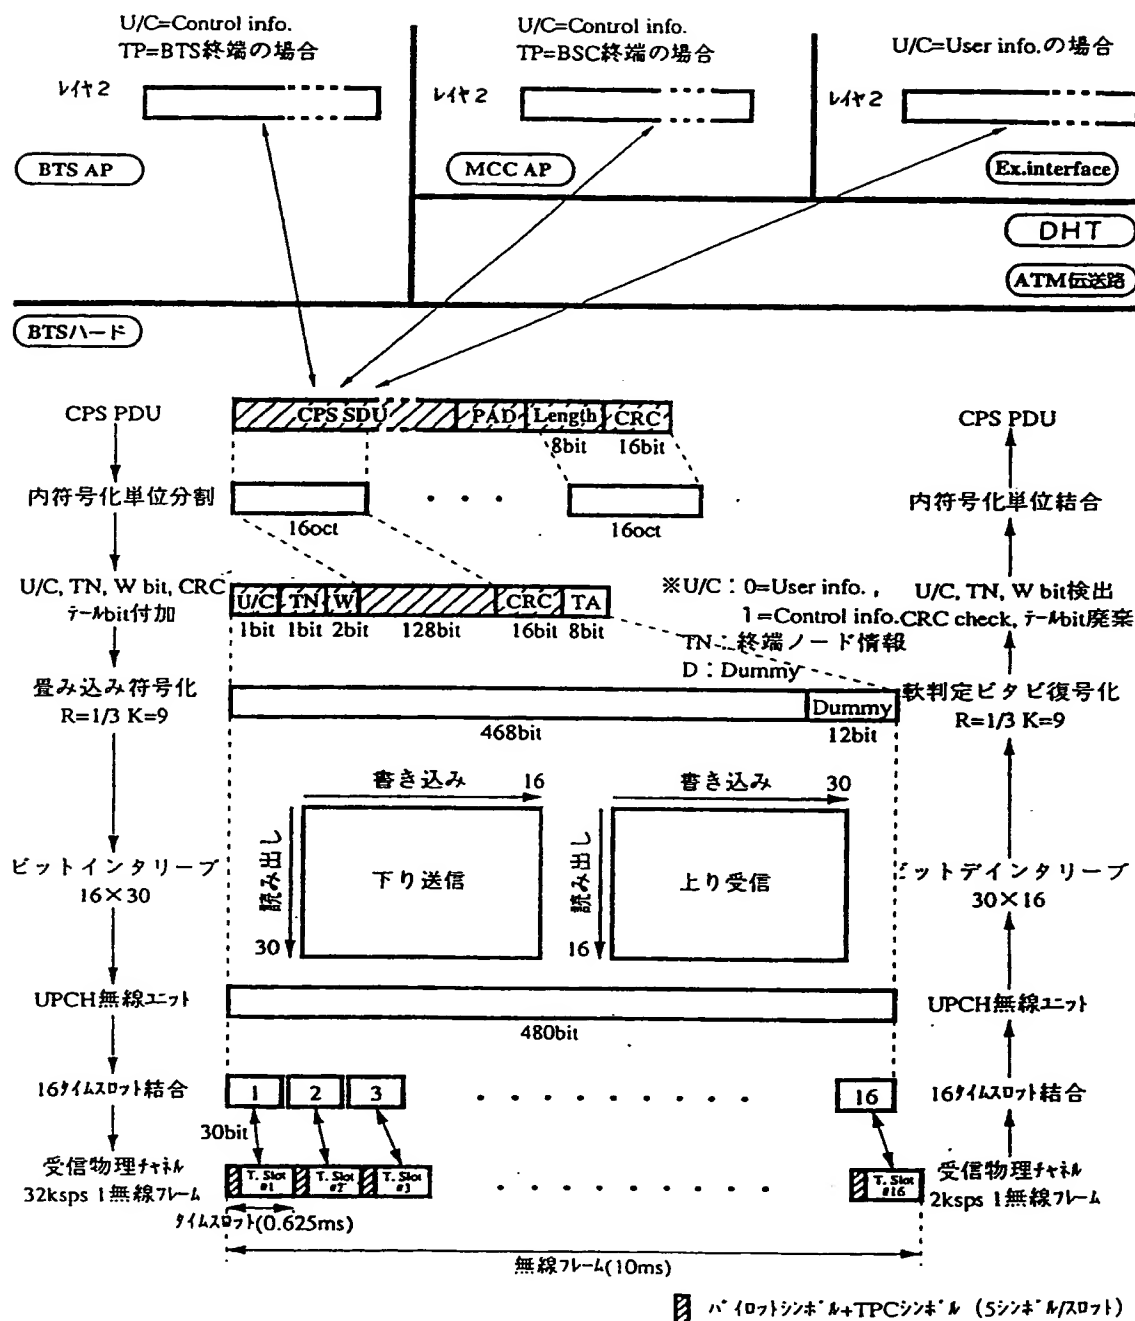 U/C=Control info.
TP=BTS終端の場合
U/C=Control info.
TP=BSC終端の場合
U/C=User info.の場合
レイヤ2
レイヤ2
レイヤ2
BTS AP
MCC AP
Ex.interface
DHT
ATM伝送路
BTSハード
CPS PDU
CPS SDU
PAD
Length
CRC
CPS PDU
8bit
16bit
内符号化単位分割
16oct
16oct
内符号化単位結合
U/C, TN, W bit, CRC
テールbit付加
U/C
TN
W
CRC
TA
1bit
1bit
2bit
128bit
16bit
8bit
※U/C:0=User info.,
1=Control info.
TN:終端ノード情報
D:Dummy
U/C, TN, W bit検出
CRC check, テールbit廃棄
畳み込み符号化
R=1/3 K=9
Dummy
468bit
12bit
軟判定ビタビ復号化
R=1/3 K=9
書き込み
16
読み出し
30
下り送信
書き込み
30
読み出し
16
上り受信
ビットインタリーブ
16×30
ビットデインタリーブ
30×16
UPCH無線ユニット
480bit
UPCH無線ユニット
16タイムスロット結合
1
2
3
16
16タイムスロット結合
30bit
受信物理チャネル
32ksps 1無線フレーム
T. Slot
#1
T. Slot
#2
T. Slot
#3
T. Slot
#16
受信物理チャネル
2ksps 1無線フレーム
タイムスロット(0.625ms)
無線フレーム(10ms)
パイロットシンボル+TPCシンボル (5シンボル/スロット)